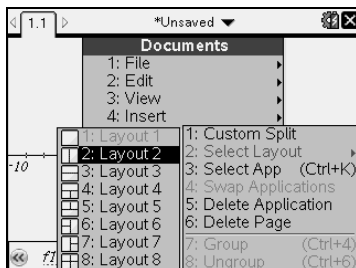 1.1 *Unsaved
Documents
1: File
2: Edit
3: View
4: Insert
1: Layout 1
2: Layout 2
3: Layout 3
4: Layout 4
5: Layout 5
6: Layout 6
7: Layout 7
8: Layout 8
1: Custom Split
2: Select Layout
3: Select App (Ctrl+K)
4: Swap Applications
5: Delete Application
6: Delete Page
7: Group (Ctrl+4)
8: Ungroup (Ctrl+6)
-10
f1